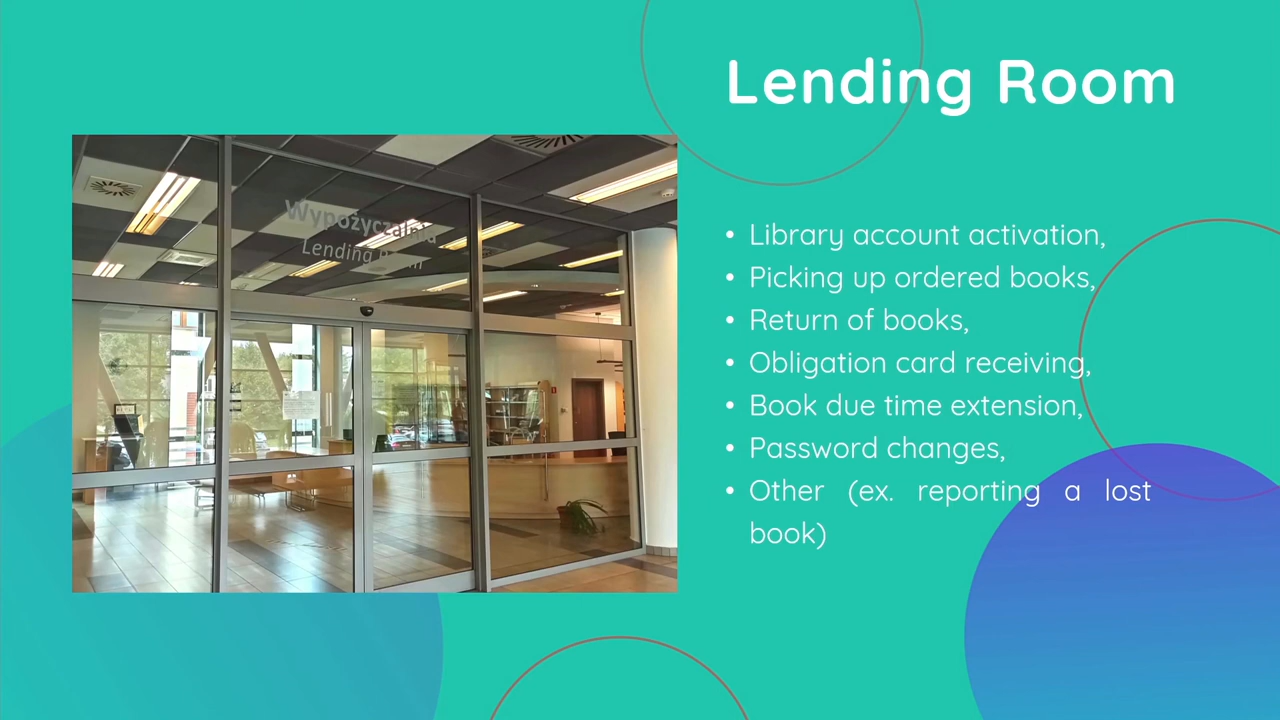 Lending Room
Wypożyczalnia
Lending Room
• Library account activation,
• Picking up ordered books,
• Return of books,
• Obligation card receiving,
• Book due time extension,
• Password changes,
• Other (ex. reporting a lost
book)